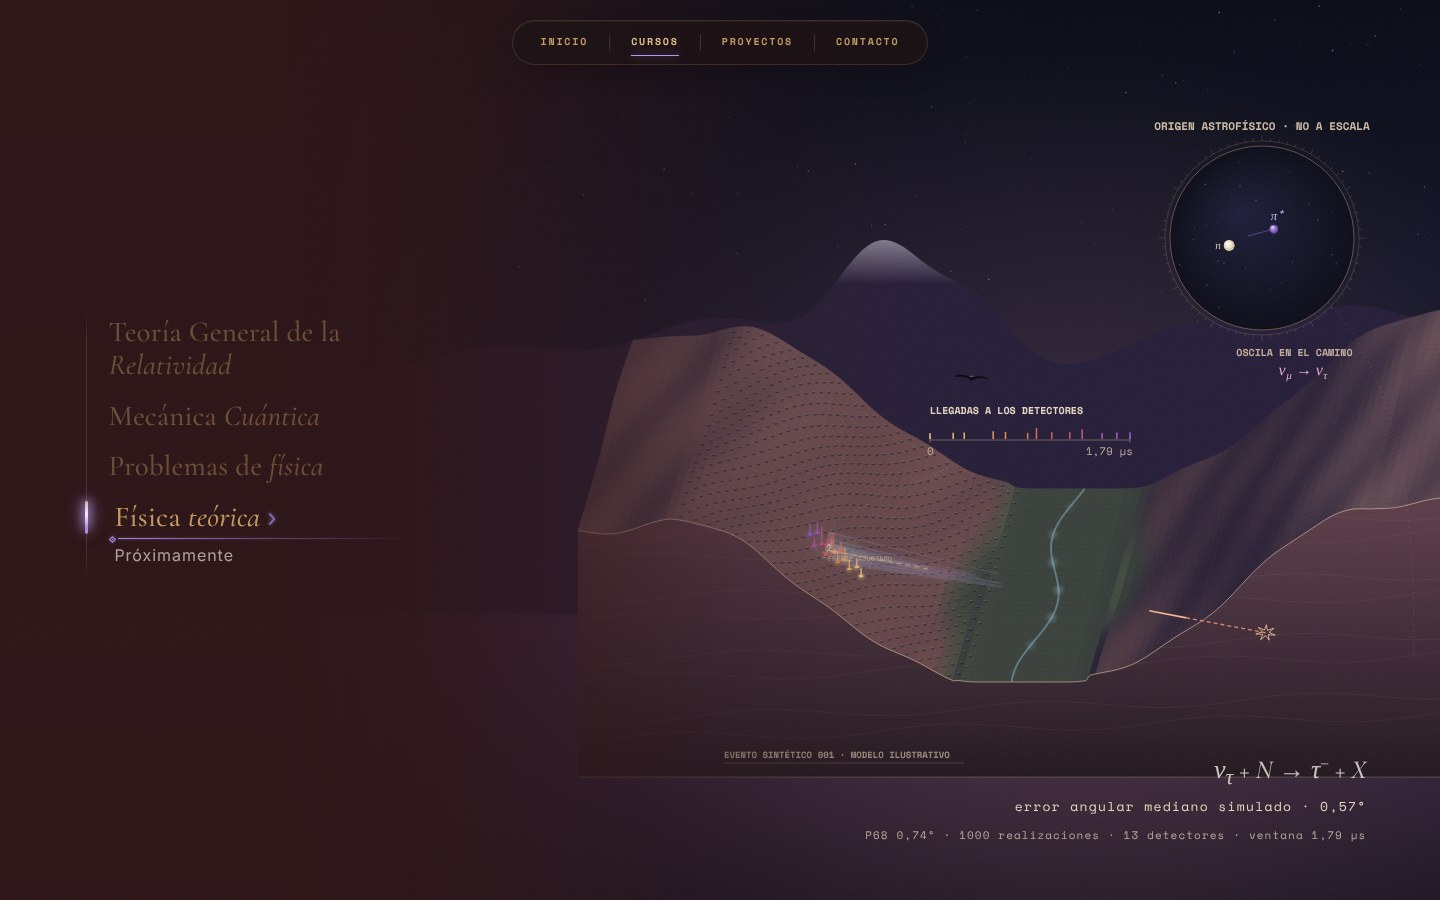 INICIO
CURSOS
PROYECTOS
CONTACTO
ORIGEN ASTROFÍSICO · NO A ESCALA
π⁺
n
OSCILA EN EL CAMINO
νμ → ντ
LLEGADAS A LOS DETECTORES
0 1,79 μs
Teoría General de la
Relatividad
Mecánica Cuántica
Problemas de física
Física teórica ›
Próximamente
EVENTO SINTÉTICO 001 · MODELO ILUSTRATIVO
ντ + N → τ⁻ + X
error angular mediano simulado · 0,57°
P68 0,74° · 1000 realizaciones · 13 detectores · ventana 1,79 μs